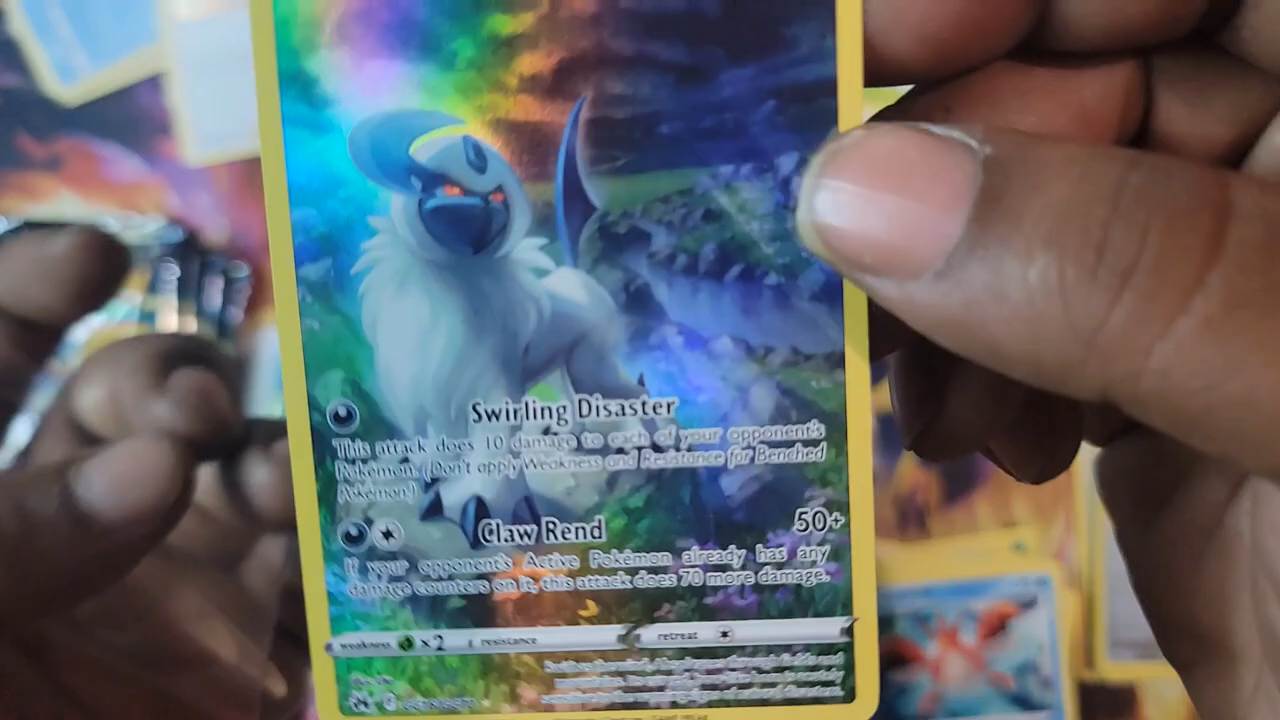 Swirling Disaster
This attack does 10 damage to each of your opponent's
Pokémon. (Don't apply Weakness and Resistance for Benched
Pokémon.)
Claw Rend 50+
If your opponent's Active Pokémon already has any
damage counters on it, this attack does 70 more damage.
weakness ×2 resistance retreat